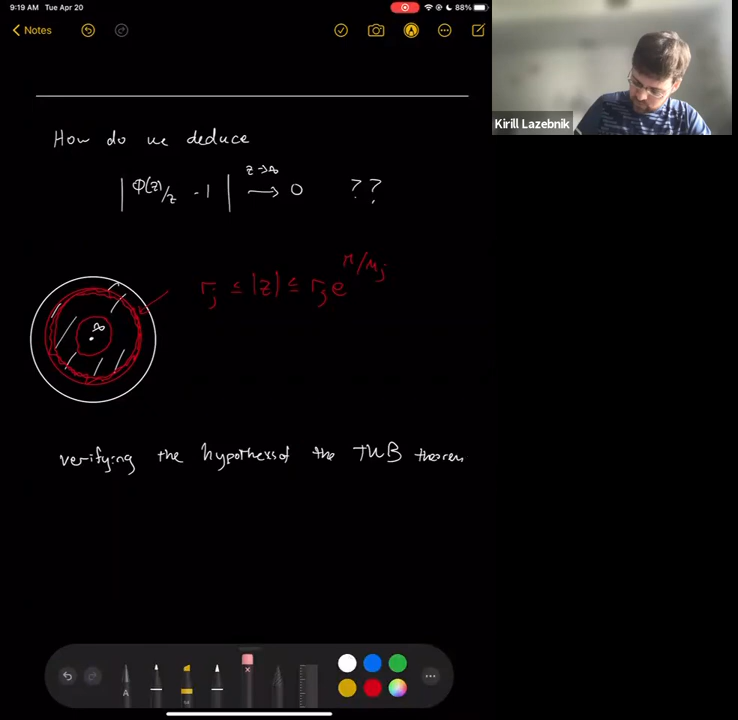 9:19 AM Tue Apr 20
88%
Notes
Kirill Lazebnik
How do we deduce
| Φ(z)/z - 1 | z→∞ ⟶ 0 ??
r_j ≤ |z| ≤ r_j e^{π/M_j}
∞
verifying the hypothesis of the TWB theorem
A